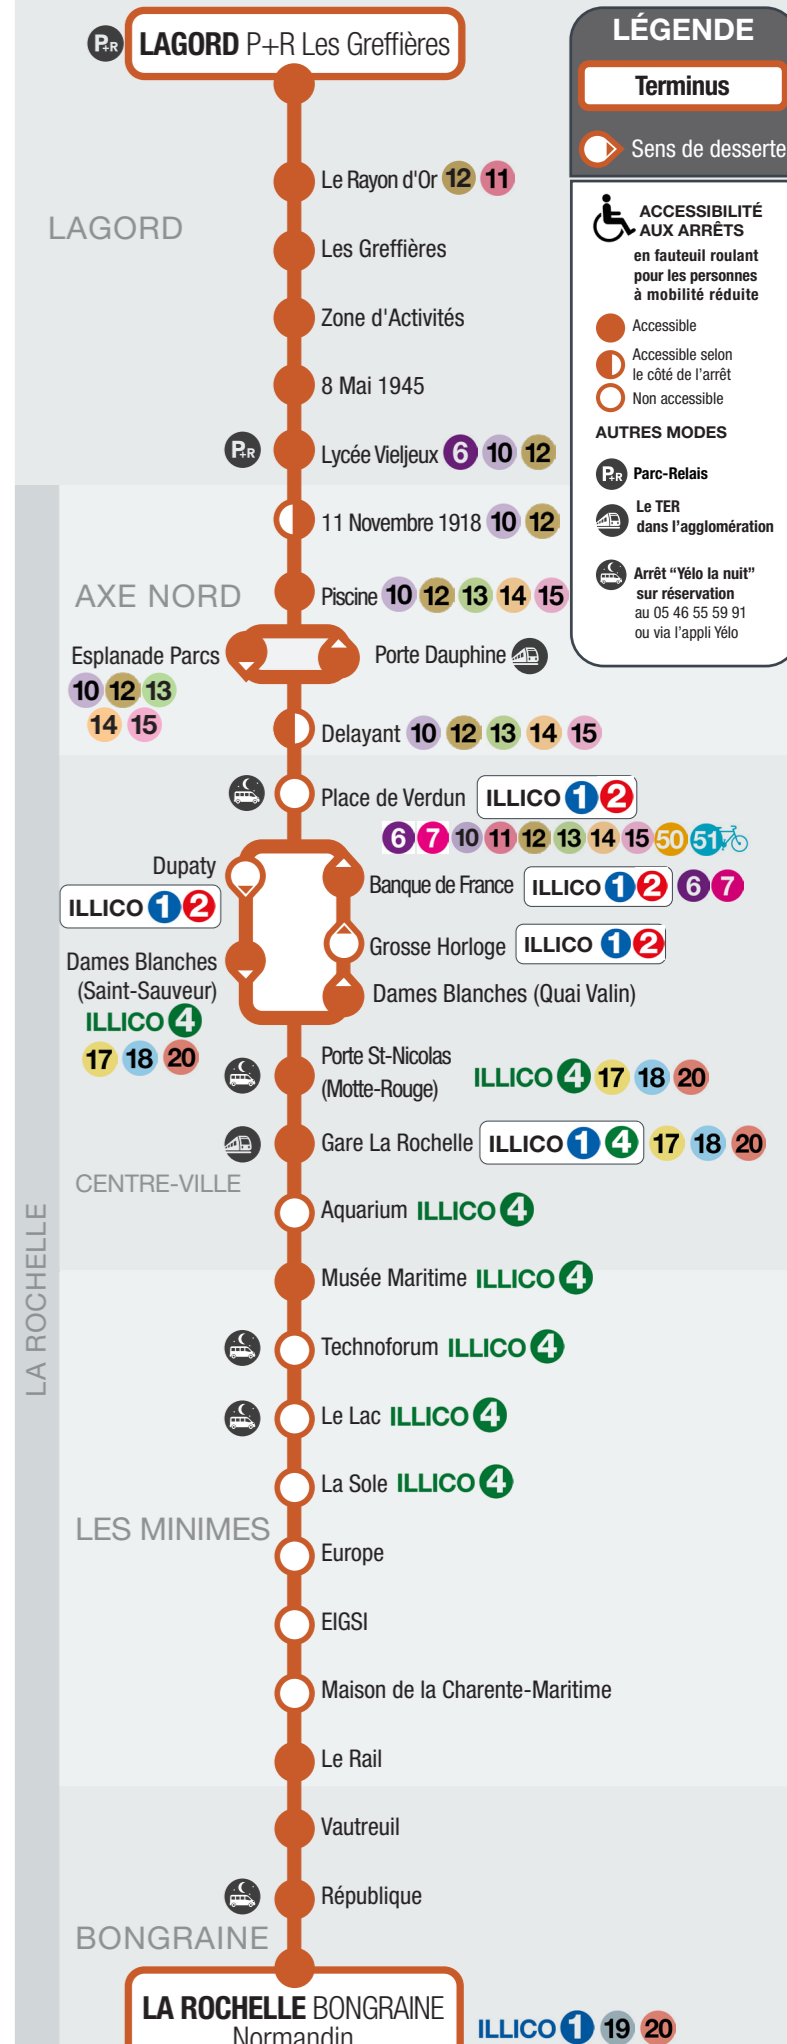 P+R LAGORD P+R Les Greffières
LÉGENDE
Terminus
Sens de desserte
ACCESSIBILITÉ
AUX ARRÊTS
en fauteuil roulant
pour les personnes
à mobilité réduite
Accessible
Accessible selon
le côté de l'arrêt
Non accessible
AUTRES MODES
P+R Parc-Relais
Le TER
dans l'agglomération
Arrêt "Yélo la nuit"
sur réservation
au 05 46 55 59 91
ou via l'appli Yélo
LAGORD
Le Rayon d'Or 12 11
Les Greffières
Zone d'Activités
8 Mai 1945
P+R Lycée Vieljeux 6 10 12
AXE NORD
11 Novembre 1918 10 12
Piscine 10 12 13 14 15
Esplanade Parcs
10 12 13
14 15
Porte Dauphine
Delayant 10 12 13 14 15
Place de Verdun ILLICO 1 2
6 7 10 11 12 13 14 15 50 51
Dupaty
ILLICO 1 2
Banque de France ILLICO 1 2 6 7
Grosse Horloge ILLICO 1 2
Dames Blanches
(Saint-Sauveur)
ILLICO 4
17 18 20
Dames Blanches (Quai Valin)
Porte St-Nicolas
(Motte-Rouge) ILLICO 4 17 18 20
Gare La Rochelle ILLICO 1 4 17 18 20
CENTRE-VILLE
Aquarium ILLICO 4
LA ROCHELLE
Musée Maritime ILLICO 4
Technoforum ILLICO 4
Le Lac ILLICO 4
La Sole ILLICO 4
LES MINIMES
Europe
EIGSI
Maison de la Charente-Maritime
Le Rail
Vautreuil
République
BONGRAINE
LA ROCHELLE BONGRAINE
Normandin
ILLICO 1 19 20